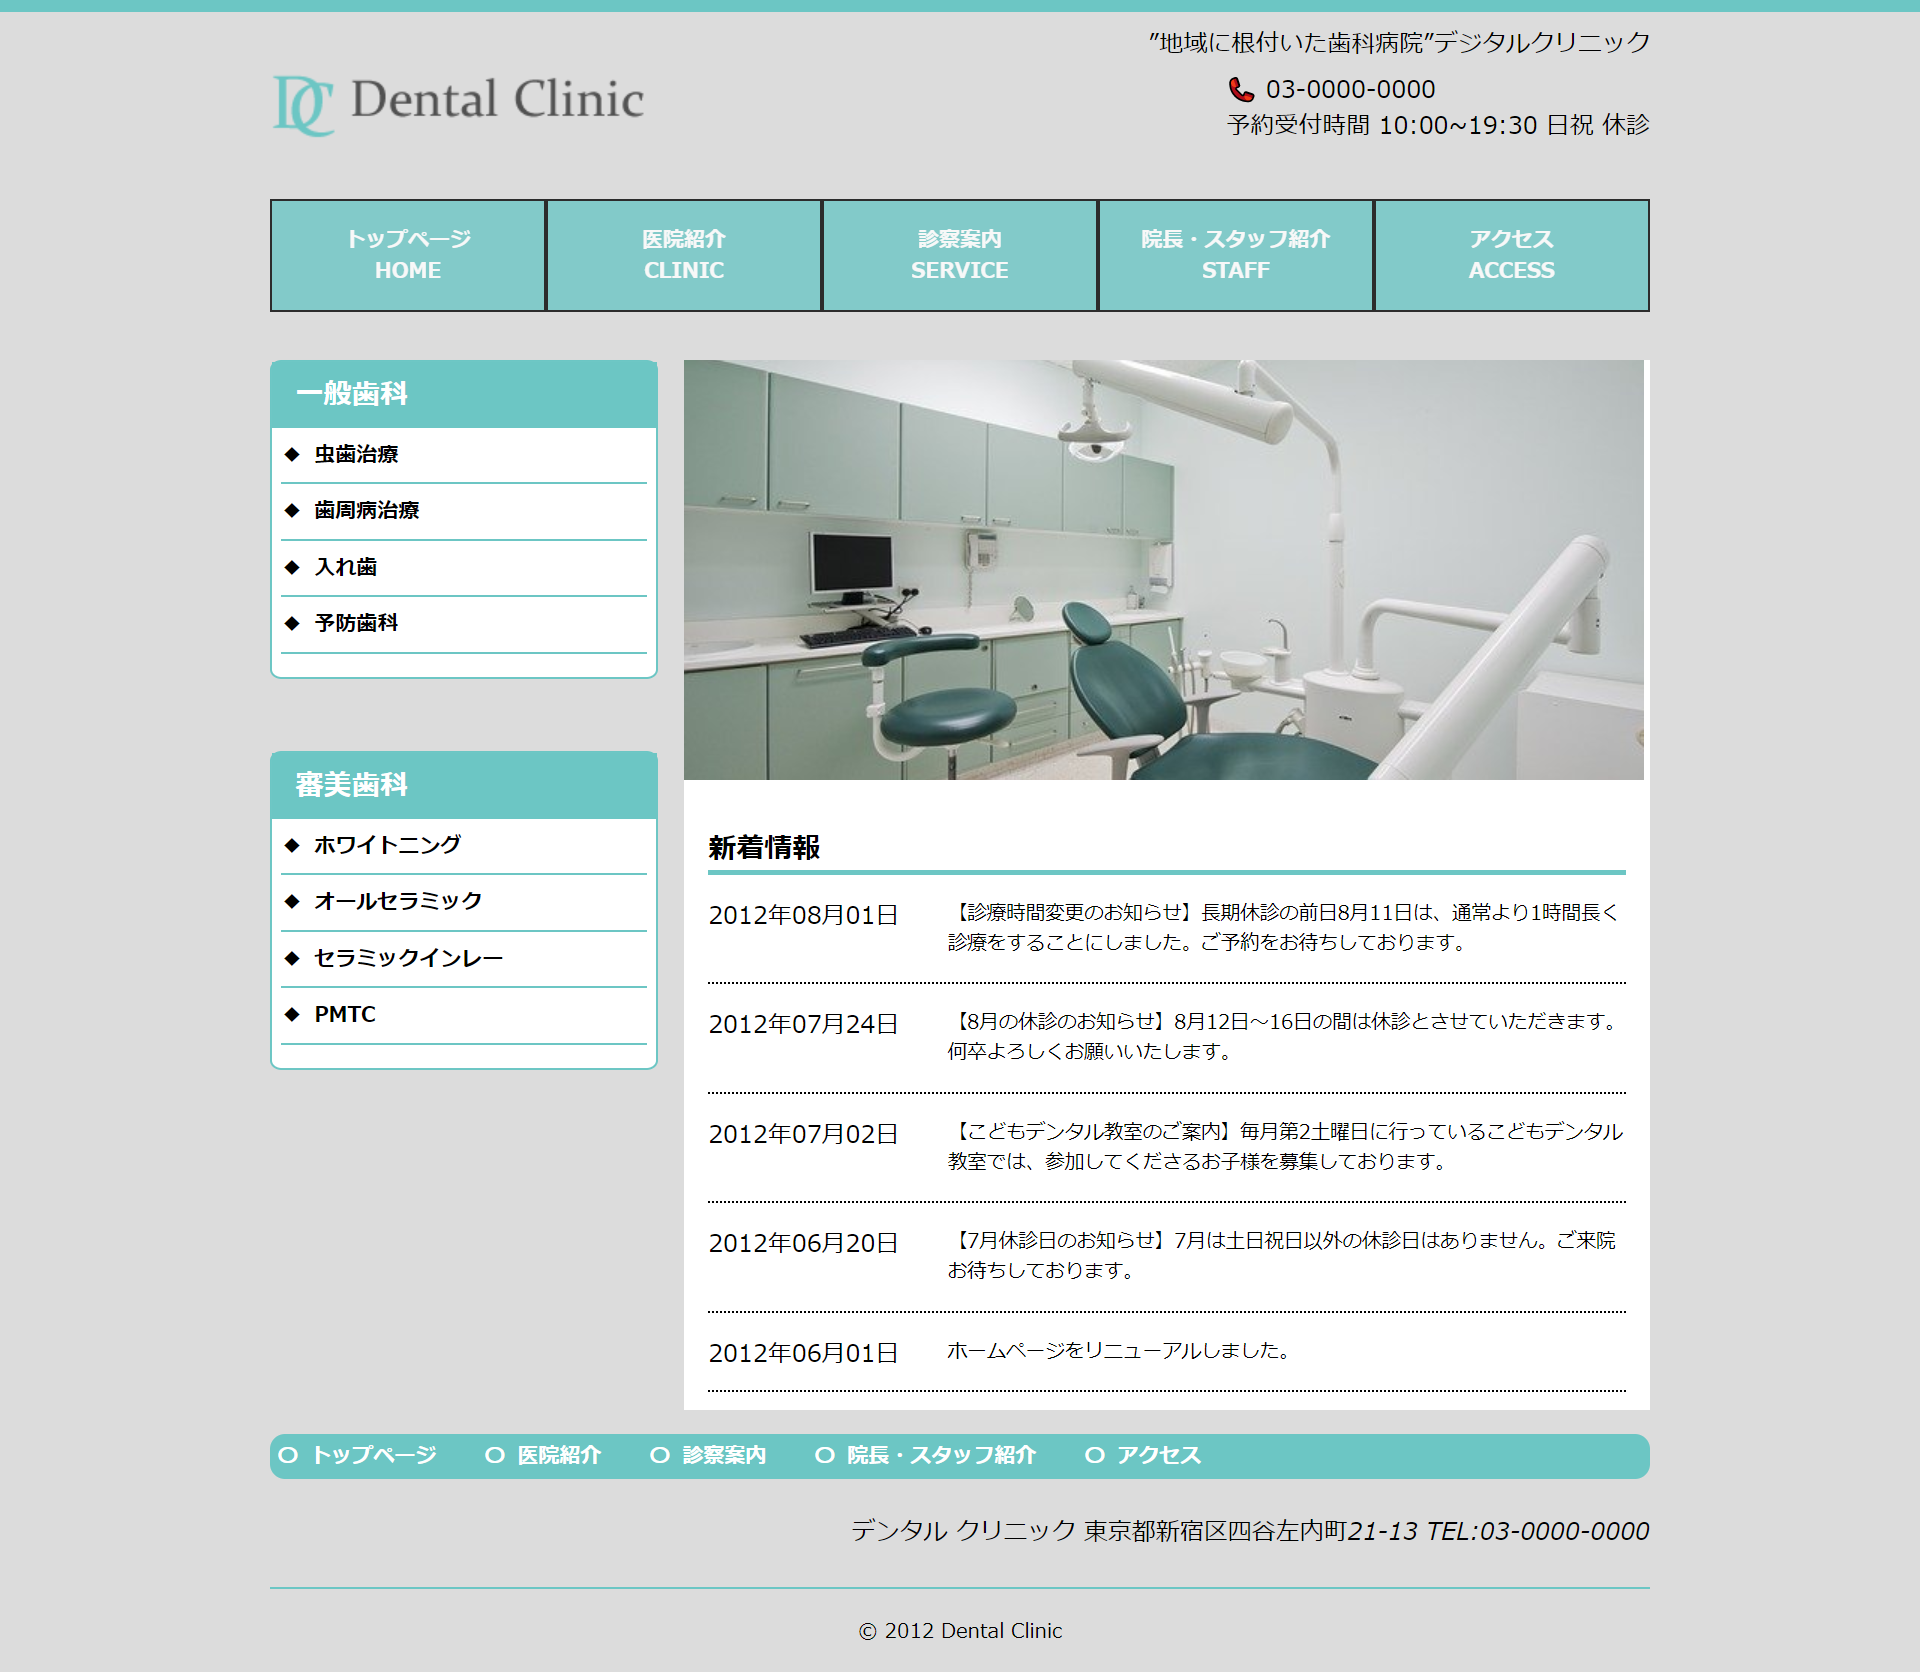 ”地域に根付いた歯科病院”デジタルクリニック
DC Dental Clinic
03-0000-0000
予約受付時間 10:00~19:30 日祝 休診
トップページ
HOME
医院紹介
CLINIC
診察案内
SERVICE
院長・スタッフ紹介
STAFF
アクセス
ACCESS
一般歯科
◆ 虫歯治療
◆ 歯周病治療
◆ 入れ歯
◆ 予防歯科
審美歯科
◆ ホワイトニング
◆ オールセラミック
◆ セラミックインレー
◆ PMTC
新着情報
2012年08月01日
【診療時間変更のお知らせ】長期休診の前日8月11日は、通常より1時間長く
診療をすることにしました。ご予約をお待ちしております。
2012年07月24日
【8月の休診のお知らせ】8月12日～16日の間は休診とさせていただきます。
何卒よろしくお願いいたします。
2012年07月02日
【こどもデンタル教室のご案内】毎月第2土曜日に行っているこどもデンタル
教室では、参加してくださるお子様を募集しております。
2012年06月20日
【7月休診日のお知らせ】7月は土日祝日以外の休診日はありません。ご来院
お待ちしております。
2012年06月01日
ホームページをリニューアルしました。
○ トップページ ○ 医院紹介 ○ 診察案内 ○ 院長・スタッフ紹介 ○ アクセス
デンタル クリニック 東京都新宿区四谷左内町21-13 TEL:03-0000-0000
© 2012 Dental Clinic